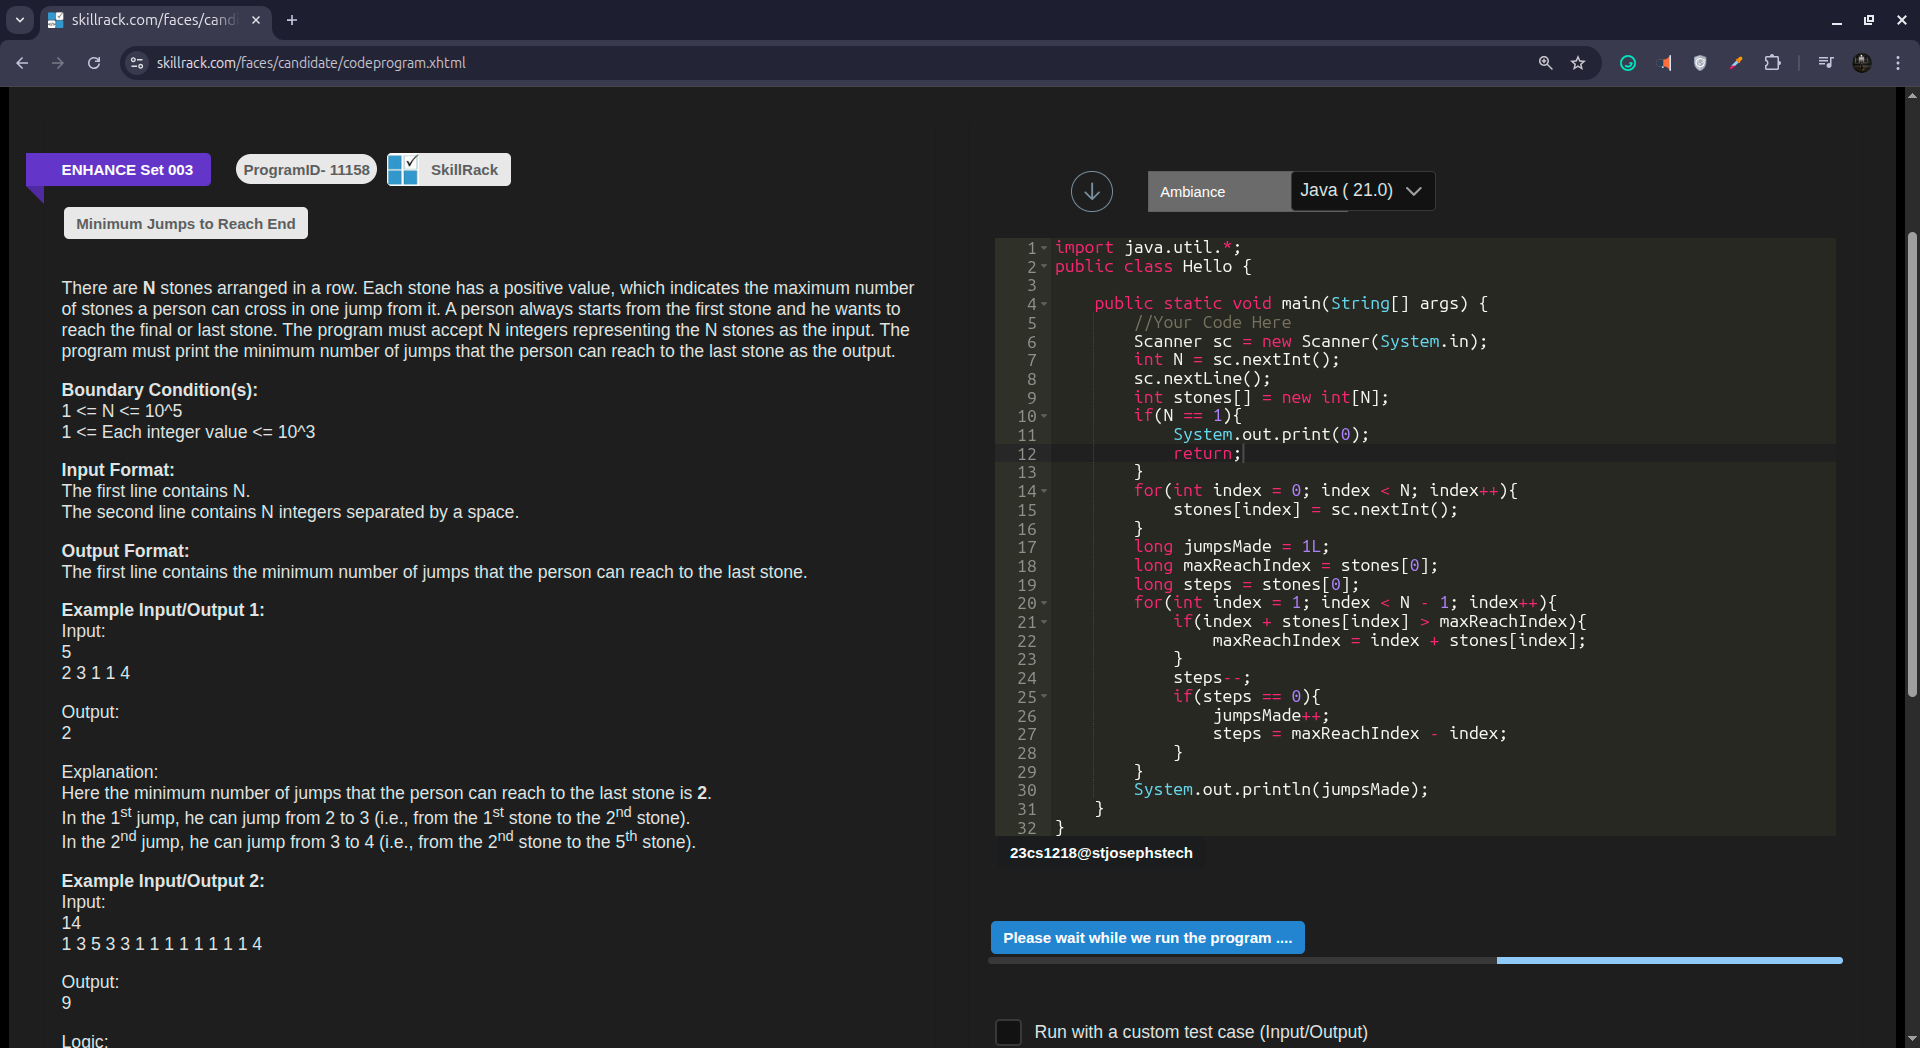 skillrack.com/faces/candi
skillrack.com/faces/candidate/codeprogram.xhtml
ENHANCE Set 003
ProgramID- 11158
SkillRack
Minimum Jumps to Reach End
There are N stones arranged in a row. Each stone has a positive value, which indicates the maximum number
of stones a person can cross in one jump from it. A person always starts from the first stone and he wants to
reach the final or last stone. The program must accept N integers representing the N stones as the input. The
program must print the minimum number of jumps that the person can reach to the last stone as the output.
Boundary Condition(s):
1 <= N <= 10^5
1 <= Each integer value <= 10^3
Input Format:
The first line contains N.
The second line contains N integers separated by a space.
Output Format:
The first line contains the minimum number of jumps that the person can reach to the last stone.
Example Input/Output 1:
Input:
5
2 3 1 1 4
Output:
2
Explanation:
Here the minimum number of jumps that the person can reach to the last stone is 2.
In the 1st jump, he can jump from 2 to 3 (i.e., from the 1st stone to the 2nd stone).
In the 2nd jump, he can jump from 3 to 4 (i.e., from the 2nd stone to the 5th stone).
Example Input/Output 2:
Input:
14
1 3 5 3 3 1 1 1 1 1 1 1 1 4
Output:
9
Logic:
Ambiance
Java ( 21.0)
1 import java.util.*;
2 public class Hello {
3
4 public static void main(String[] args) {
5 //Your Code Here
6 Scanner sc = new Scanner(System.in);
7 int N = sc.nextInt();
8 sc.nextLine();
9 int stones[] = new int[N];
10 if(N == 1){
11 System.out.print(0);
12 return;
13 }
14 for(int index = 0; index < N; index++){
15 stones[index] = sc.nextInt();
16 }
17 long jumpsMade = 1L;
18 long maxReachIndex = stones[0];
19 long steps = stones[0];
20 for(int index = 1; index < N - 1; index++){
21 if(index + stones[index] > maxReachIndex){
22 maxReachIndex = index + stones[index];
23 }
24 steps--;
25 if(steps == 0){
26 jumpsMade++;
27 steps = maxReachIndex - index;
28 }
29 }
30 System.out.println(jumpsMade);
31 }
32 }
23cs1218@stjosephstech
Please wait while we run the program ....
Run with a custom test case (Input/Output)